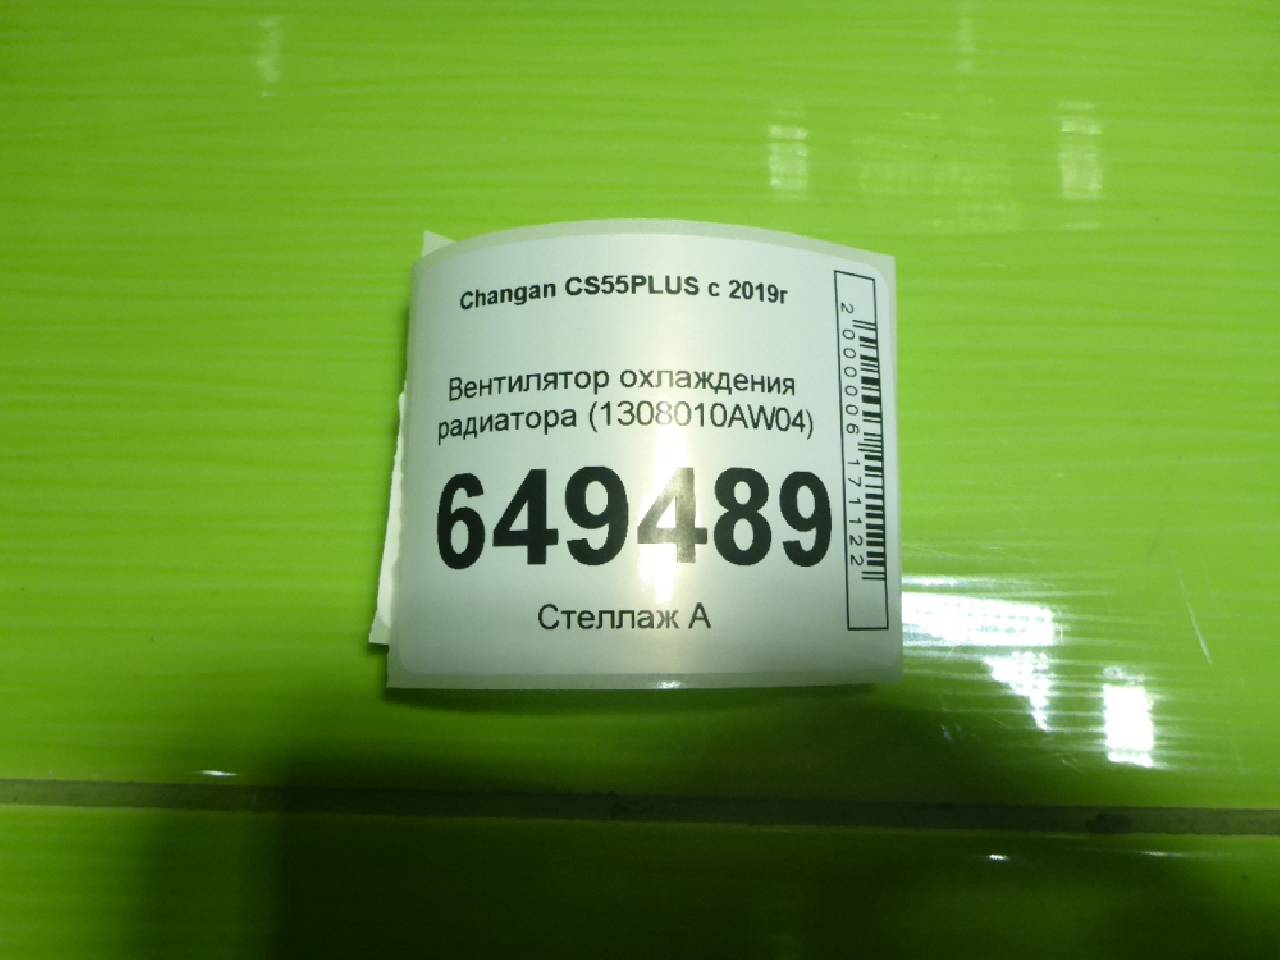 Changan CS55PLUS с 2019г
Вентилятор охлаждения
радиатора (1308010AW04)
649489
Стеллаж А
2000006171122